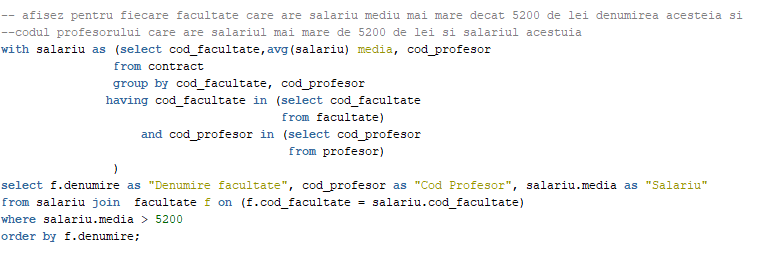 -- afisez pentru fiecare facultate care are salariu mediu mai mare decat 5200 de lei denumirea acesteia si
--codul profesorului care are salariul mai mare de 5200 de lei si salariul acestuia
with salariu as (select cod_facultate,avg(salariu) media, cod_profesor
from contract
group by cod_facultate, cod_profesor
having cod_facultate in (select cod_facultate
from facultate)
and cod_profesor in (select cod_profesor
from profesor)
)
select f.denumire as "Denumire facultate", cod_profesor as "Cod Profesor", salariu.media as "Salariu"
from salariu join  facultate f on (f.cod_facultate = salariu.cod_facultate)
where salariu.media > 5200
order by f.denumire;